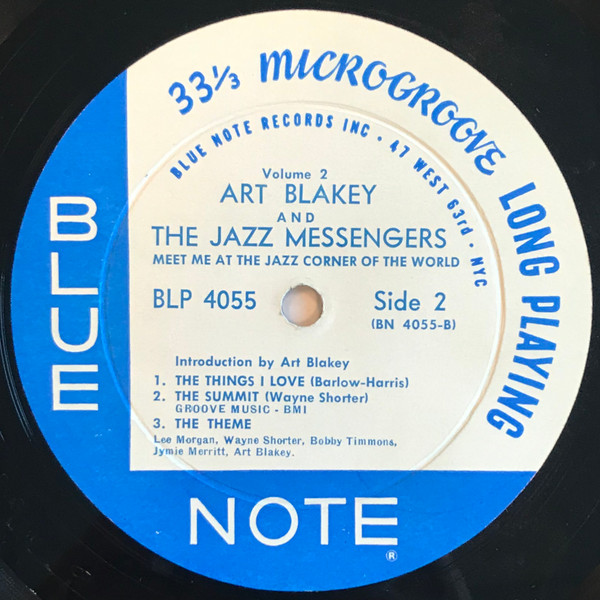 33⅓ MICROGROOVE LONG PLAYING
BLUE NOTE RECORDS INC · 47 WEST 63rd · NYC
Volume 2
ART BLAKEY
AND
THE JAZZ MESSENGERS
MEET ME AT THE JAZZ CORNER OF THE WORLD
BLP 4055 Side 2
(BN 4055-B)
Introduction by Art Blakey
1. THE THINGS I LOVE (Barlow-Harris)
2. THE SUMMIT (Wayne Shorter)
GROOVE MUSIC - BMI
3. THE THEME
Lee Morgan, Wayne Shorter, Bobby Timmons,
Jymie Merritt, Art Blakey.
BLUE
NOTE
®